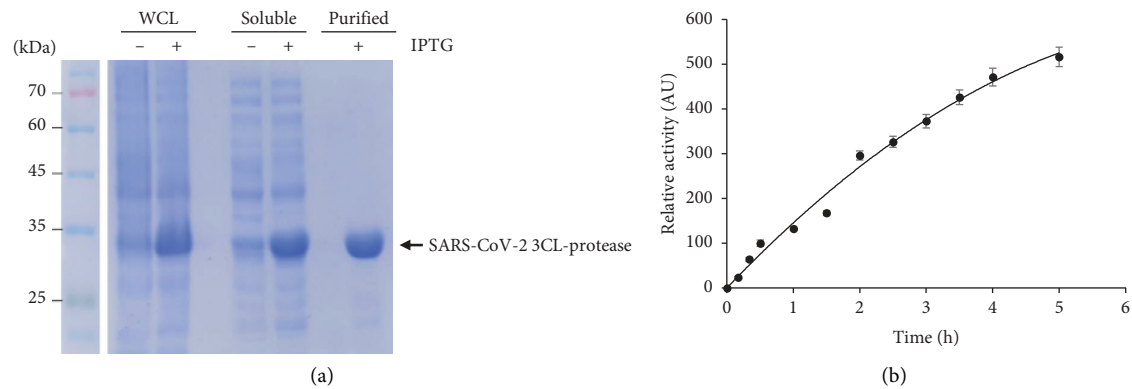 WCL Soluble Purified
(kDa) – + – + + IPTG
70
60
45
35
SARS-CoV-2 3CL-protease
25
(a)
Relative activity (AU)
600
500
400
300
200
100
0
0 1 2 3 4 5 6
Time (h)
(b)